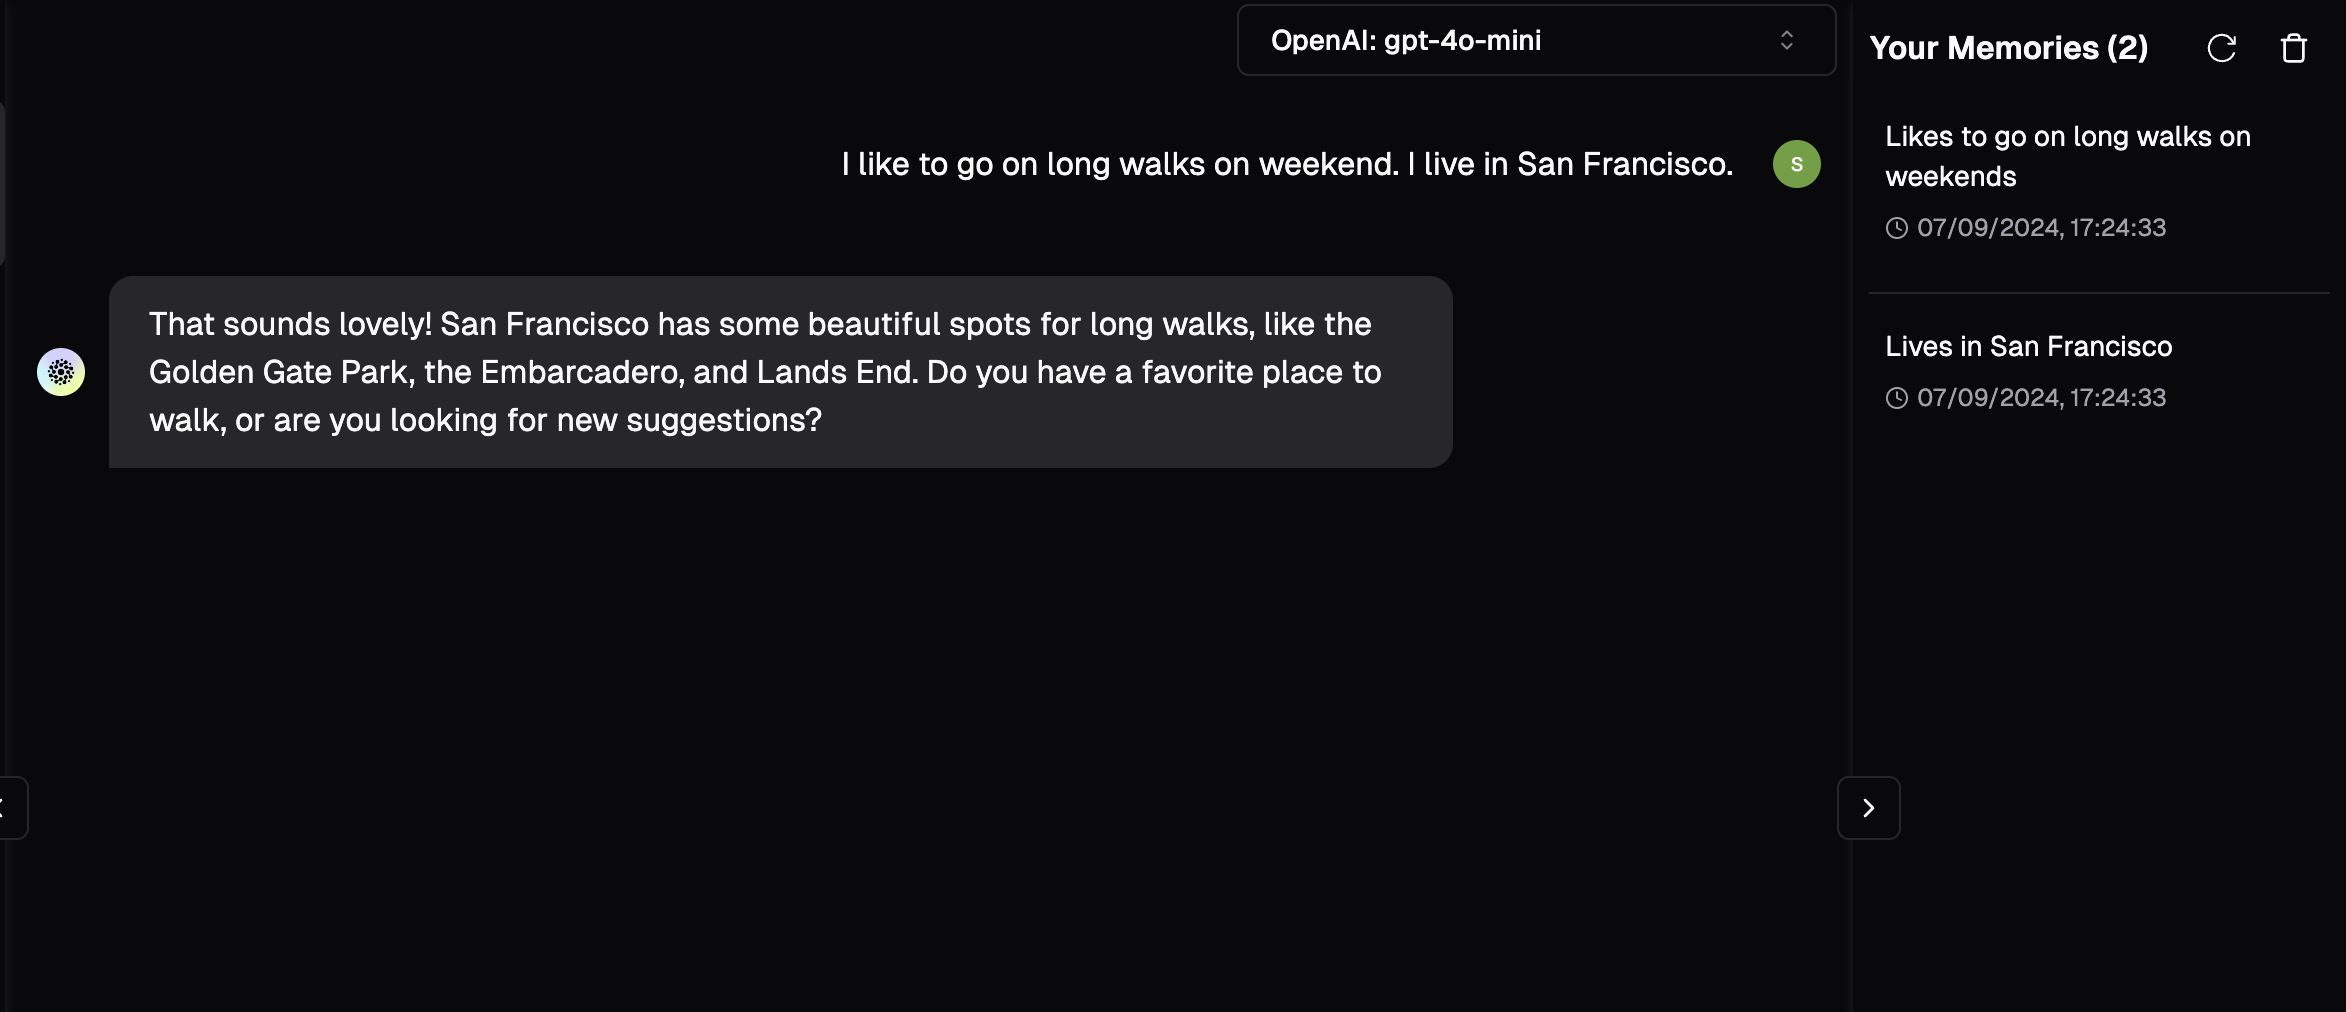 OpenAI: gpt-4o-mini
I like to go on long walks on weekend. I live in San Francisco.
S
That sounds lovely! San Francisco has some beautiful spots for long walks, like the
Golden Gate Park, the Embarcadero, and Lands End. Do you have a favorite place to
walk, or are you looking for new suggestions?
Your Memories (2)
Likes to go on long walks on
weekends
07/09/2024, 17:24:33
Lives in San Francisco
07/09/2024, 17:24:33